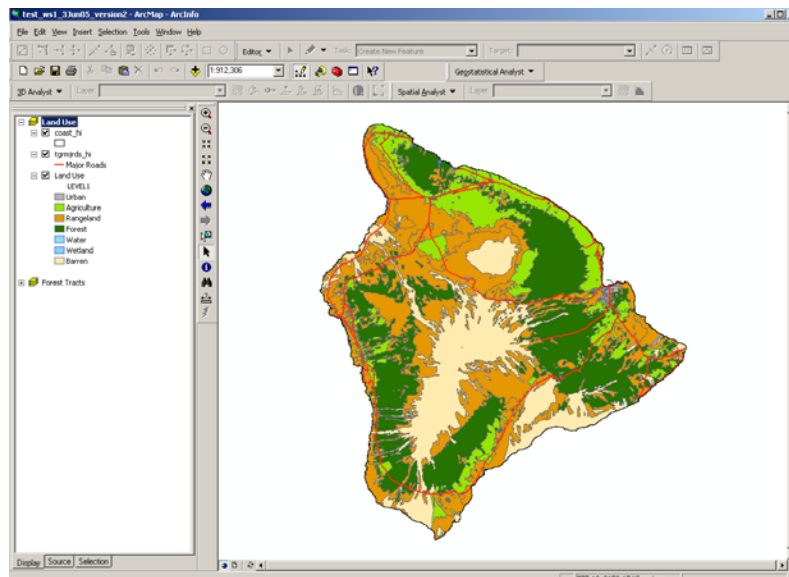 test_ws1_3Jun05_version2 - ArcMap - ArcInfo
File Edit View Insert Selection Tools Window Help
Editor Task: Create New Feature Target:
1:912,306 Geostatistical Analyst
3D Analyst Layer: Spatial Analyst Layer:
Land Use
coast_hi
tgrmjrds_hi
Major Roads
Land Use
LEVEL1
Urban
Agriculture
Rangeland
Forest
Water
Wetland
Barren
Forest Tracts
Display Source Selection